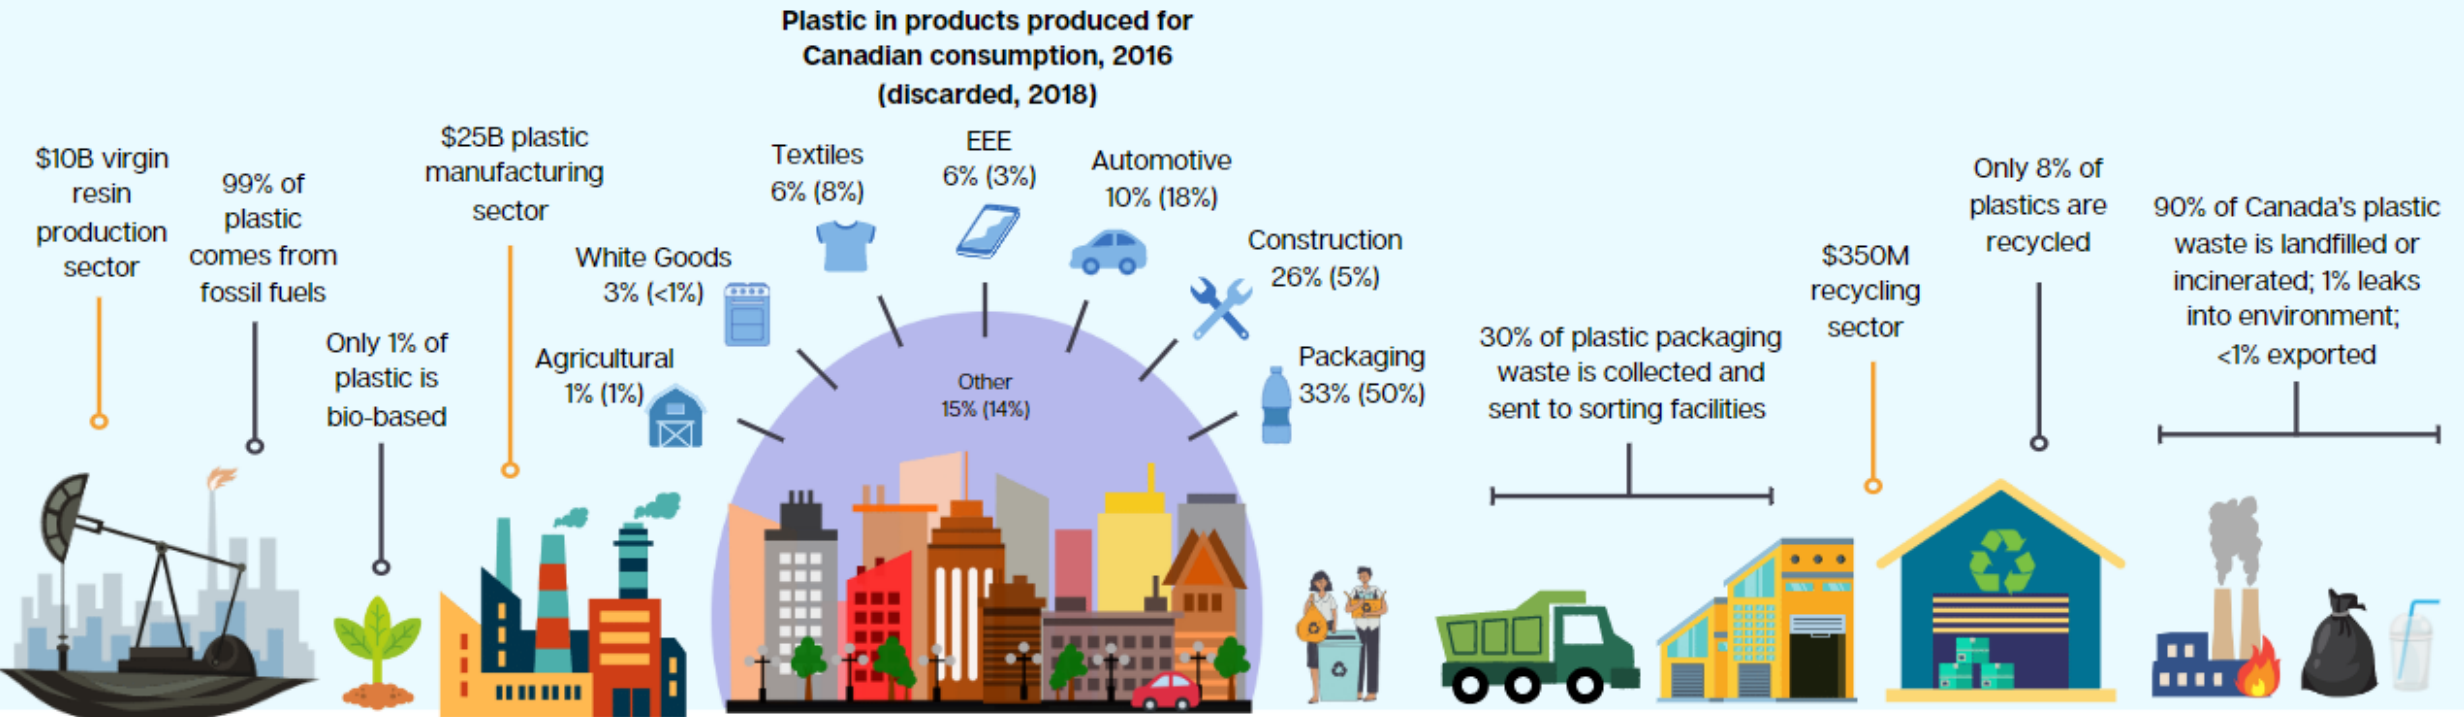 Plastic in products produced for
Canadian consumption, 2016
(discarded, 2018)
$10B virgin
resin
production
sector
99% of
plastic
comes from
fossil fuels
Only 1% of
plastic is
bio-based
$25B plastic
manufacturing
sector
Agricultural
1% (1%)
White Goods
3% (<1%)
Textiles
6% (8%)
EEE
6% (3%)
Automotive
10% (18%)
Construction
26% (5%)
Packaging
33% (50%)
Other
15% (14%)
30% of plastic packaging
waste is collected and
sent to sorting facilities
$350M
recycling
sector
Only 8% of
plastics are
recycled
90% of Canada's plastic
waste is landfilled or
incinerated; 1% leaks
into environment;
<1% exported